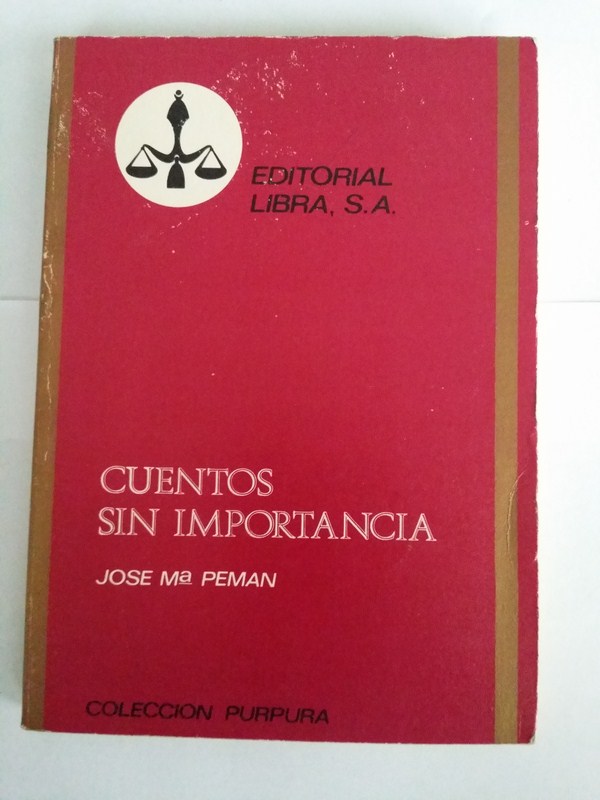 EDITORIAL
LIBRA, S.A.
CUENTOS
SIN IMPORTANCIA
JOSE Mª PEMAN
COLECCION PURPURA